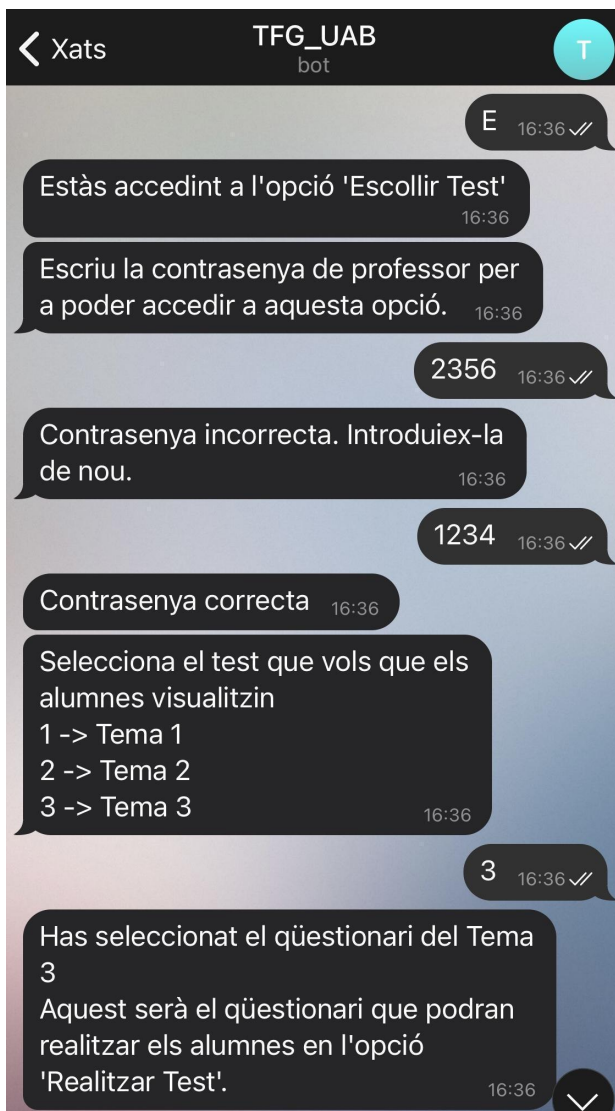 Xats
TFG_UAB
bot
T
E 16:36
Estàs accedint a l'opció 'Escollir Test'
16:36
Escriu la contrasenya de professor per
a poder accedir a aquesta opció. 16:36
2356 16:36
Contrasenya incorrecta. Introduiex-la
de nou. 16:36
1234 16:36
Contrasenya correcta 16:36
Selecciona el test que vols que els
alumnes visualitzin
1 -> Tema 1
2 -> Tema 2
3 -> Tema 3 16:36
3 16:36
Has seleccionat el qüestionari del Tema
3
Aquest serà el qüestionari que podran
realitzar els alumnes en l'opció
'Realitzar Test'. 16:36